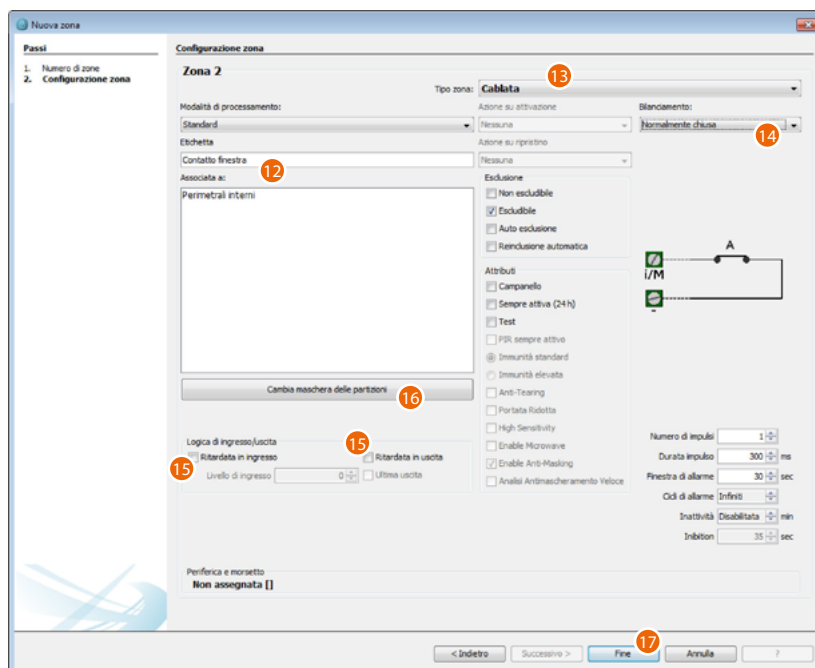 Nuova zona
Passi
1. Numero di zone
2. Configurazione zona
Configurazione zona
Zona 2
13
Tipo zona: Cablata
Modalità di processamento:
Standard
Azione su attivazione
Nessuna
Bilanciamento:
Normalmente chiusa
14
Etichetta
Contatto finestra
12
Azione su ripristino
Nessuna
Associata a:
Perimetrali interni
Esclusione
Non escludibile
Escludibile
Auto esclusione
Reinclusione automatica
A
i/M
-
Attributi
Campanello
Sempre attiva (24 h)
Test
PIR sempre attivo
Immunità standard
Immunità elevata
Anti-Tearing
Portata Ridotta
High Sensitivity
Enable Microwave
Enable Anti-Masking
Analisi Antimascheramento Veloce
Cambia maschera delle partizioni
16
Logica di ingresso/uscita
15
15
Ritardata in ingresso
Ritardata in uscita
Livello di ingresso 0
Ultima uscita
Numero di impulsi 1
Durata impulso 300 ms
Finestra di allarme 30 sec
Cicli di allarme Infiniti
Inattività Disabilitata min
Inibition 35 sec
Periferica e morsetto
Non assegnata []
17
< Indietro
Successivo >
Fine
Annulla
?